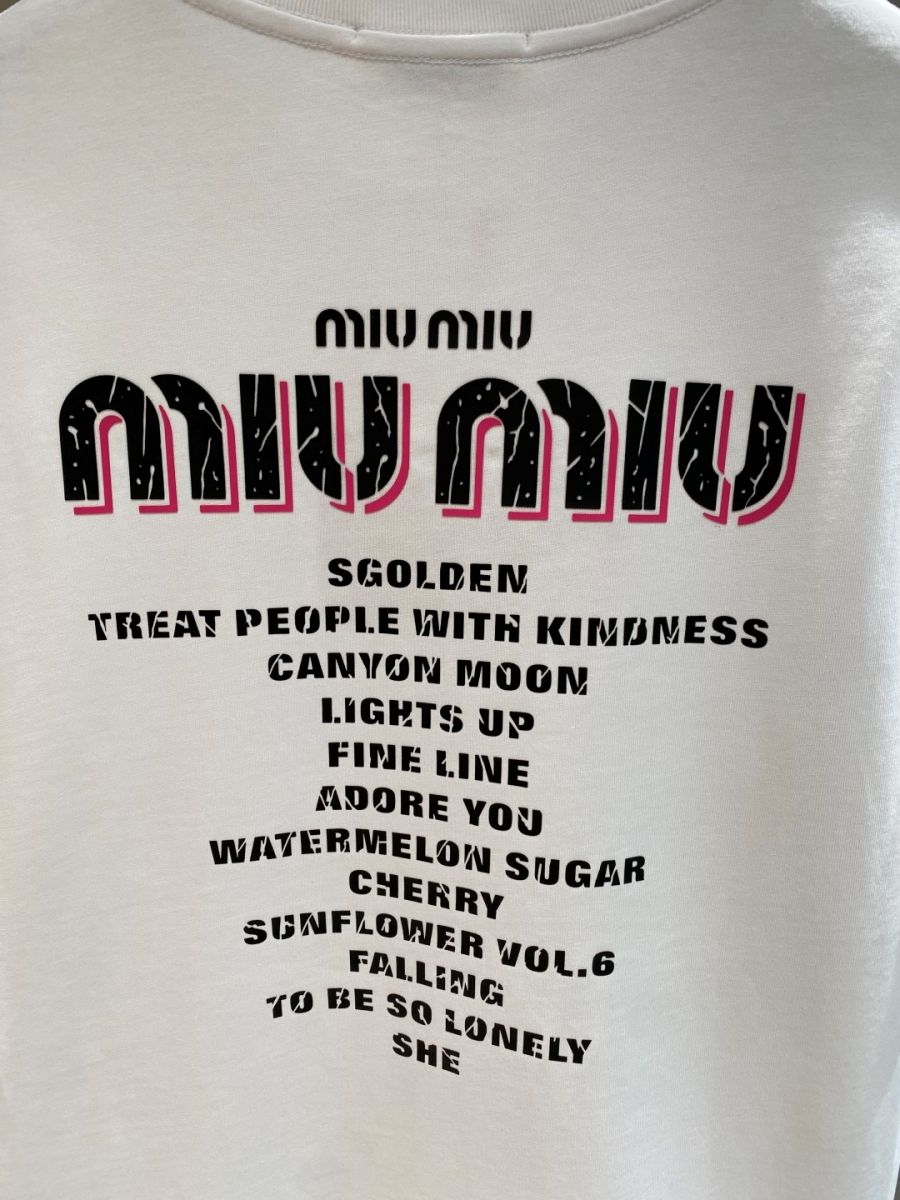 MIU MIU
MIU MIU
SGOLDEN
TREAT PEOPLE WITH KINDNESS
CANYON MOON
LIGHTS UP
FINE LINE
ADORE YOU
WATERMELON SUGAR
CHERRY
SUNFLOWER VOL.6
FALLING
TO BE SO LONELY
SHE